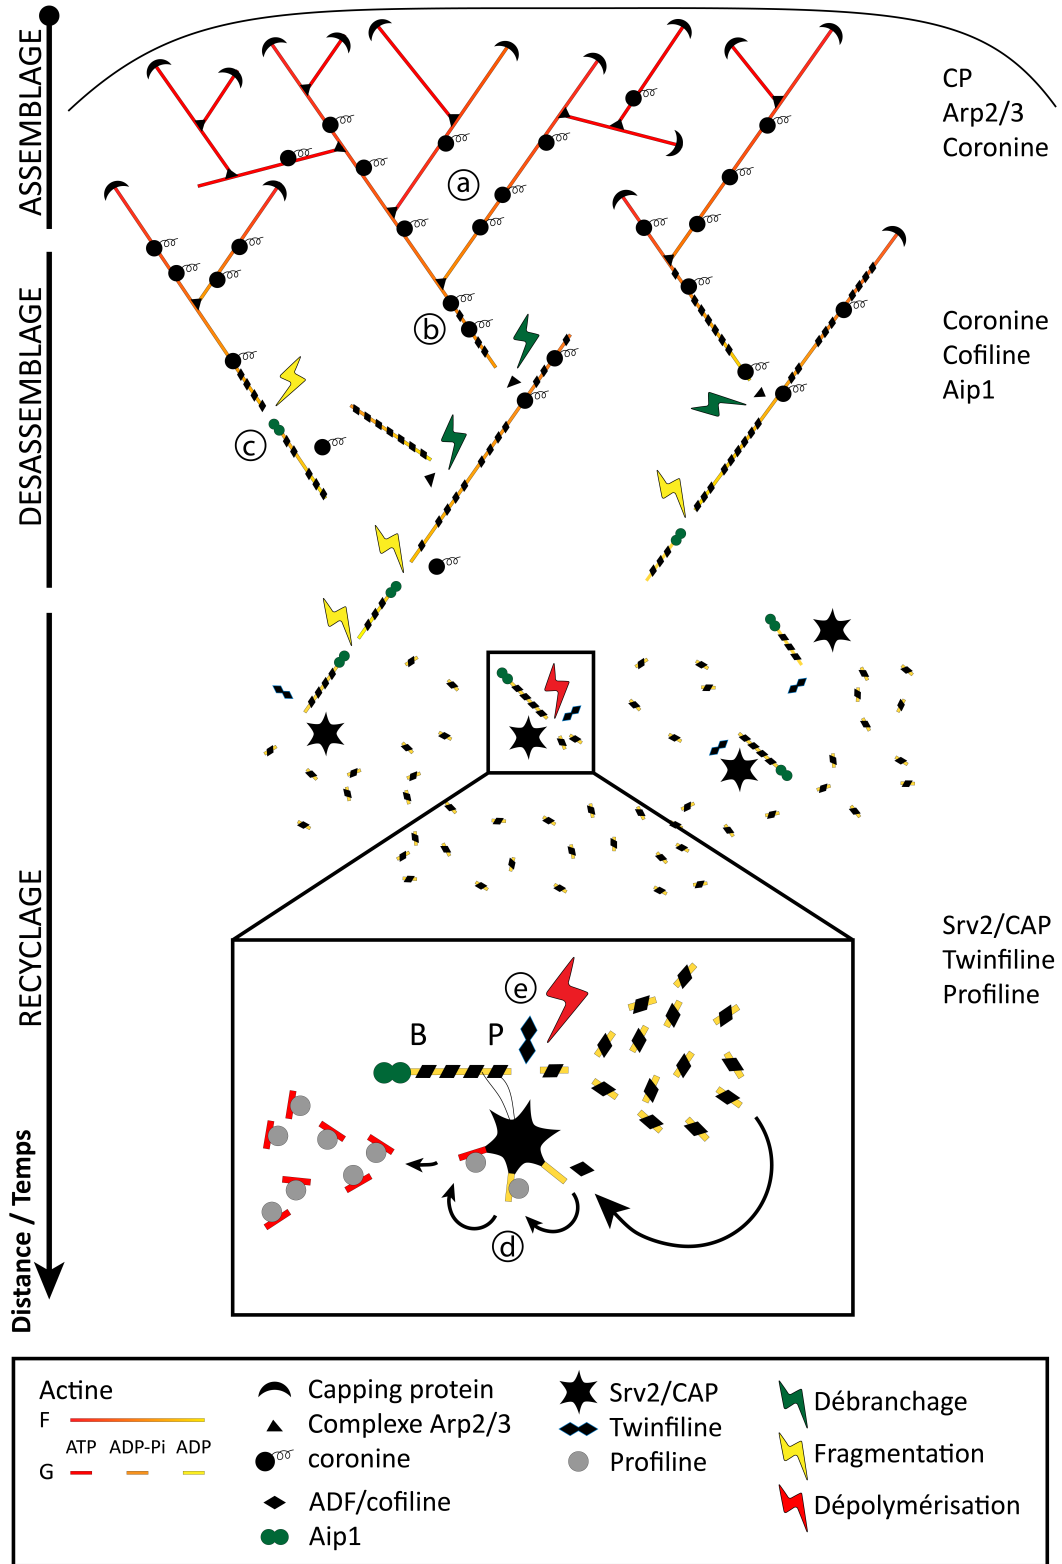 ASSEMBLAGE
CP
Arp2/3
Coronine
a
DESASSEMBLAGE
b
c
Coronine
Cofiline
Aip1
RECYCLAGE
Srv2/CAP
Twinfiline
Profiline
e
B P
d
Distance / Temps
Actine
F
ATP ADP-Pi ADP
G
Capping protein
Complexe Arp2/3
coronine
ADF/cofiline
Aip1
Srv2/CAP
Twinfiline
Profiline
Débranchage
Fragmentation
Dépolymérisation